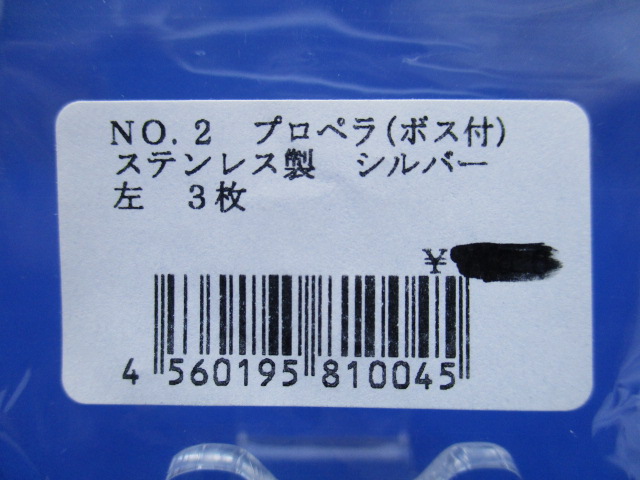 NO.2　プロペラ(ボス付)
ステンレス製　シルバー
左　3枚
¥
4 560195 810045